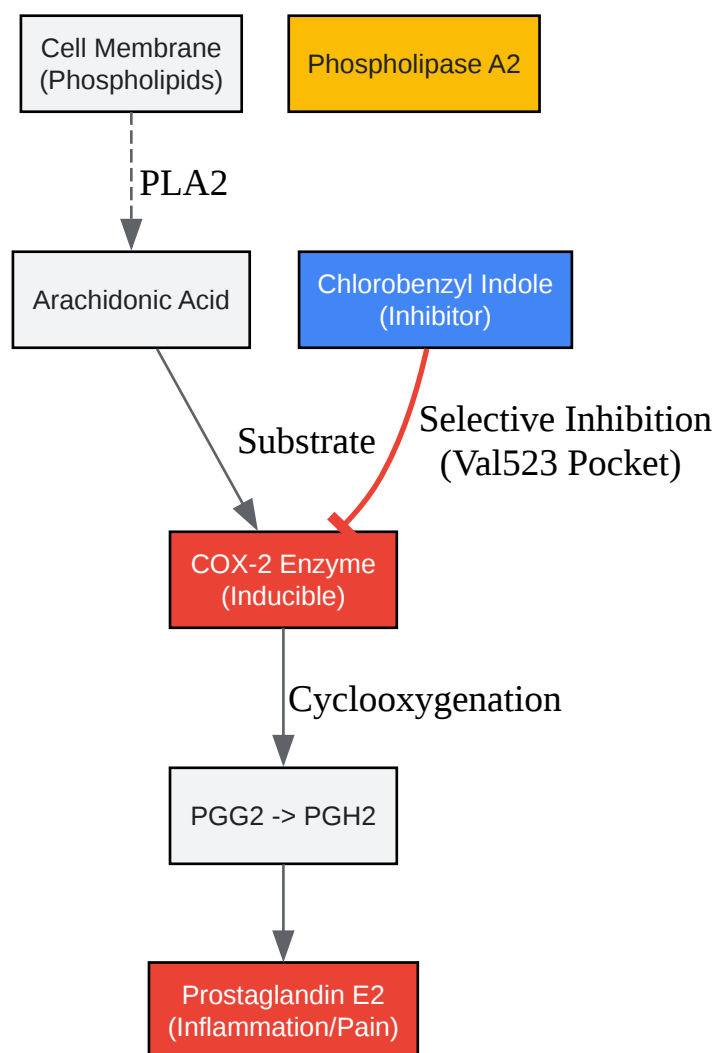 Cell Membrane
(Phospholipids)
Phospholipase A2
PLA2
Arachidonic Acid
Chlorobenzyl Indole
(Inhibitor)
Substrate
Selective Inhibition
(Val523 Pocket)
COX-2 Enzyme
(Inducible)
Cyclooxygenation
PGG2 -> PGH2
Prostaglandin E2
(Inflammation/Pain)